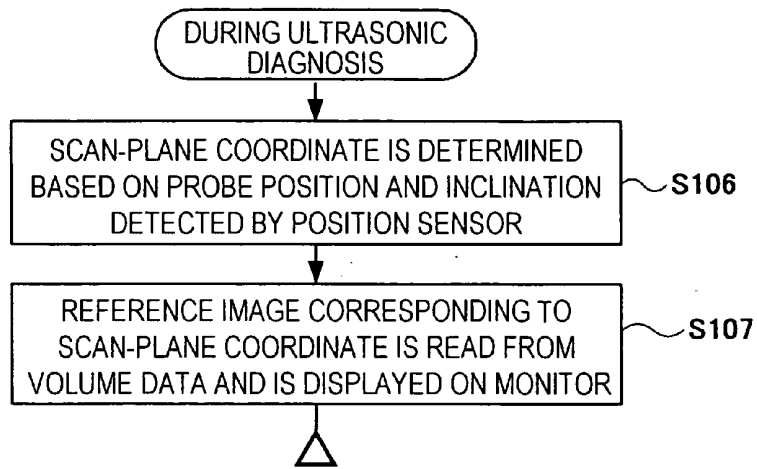 DURING ULTRASONIC
DIAGNOSIS
SCAN-PLANE COORDINATE IS DETERMINED
BASED ON PROBE POSITION AND INCLINATION
DETECTED BY POSITION SENSOR
S106
REFERENCE IMAGE CORRESPONDING TO
SCAN-PLANE COORDINATE IS READ FROM
VOLUME DATA AND IS DISPLAYED ON MONITOR
S107